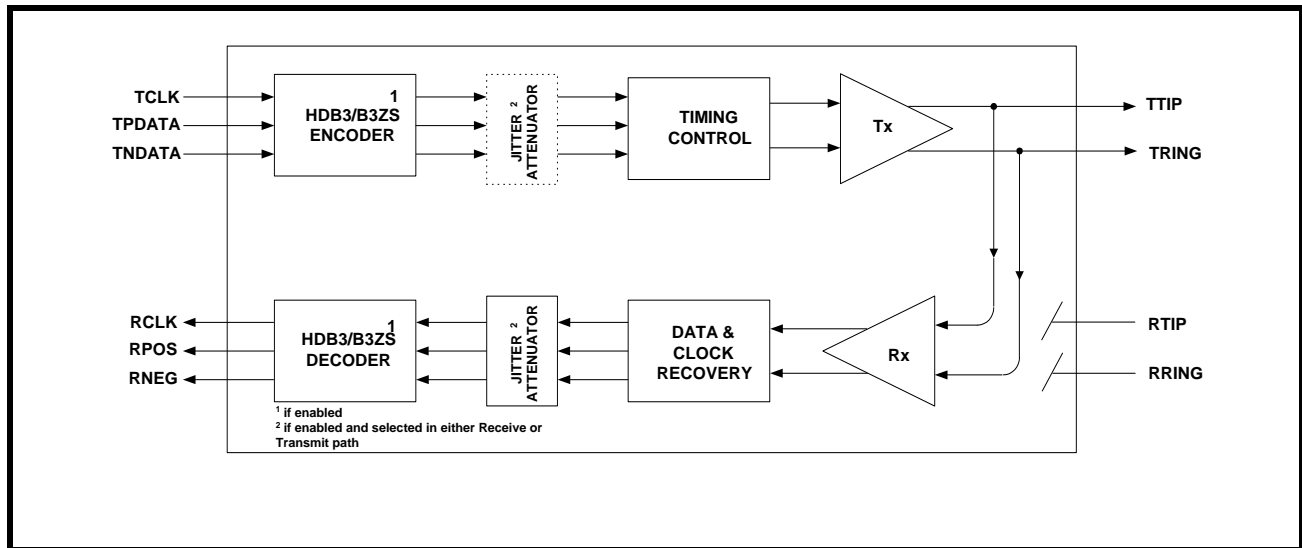 TCLK
TPDATA
TNDATA
HDB3/B3ZS 1
ENCODER
JITTER 2
ATTENUATOR
TIMING
CONTROL
Tx
TTIP
TRING
RCLK
RPOS
RNEG
HDB3/B3ZS 1
DECODER
JITTER 2
ATTENUATOR
DATA &
CLOCK
RECOVERY
Rx
RTIP
RRING
1 if enabled
2 if enabled and selected in either Receive or
Transmit path